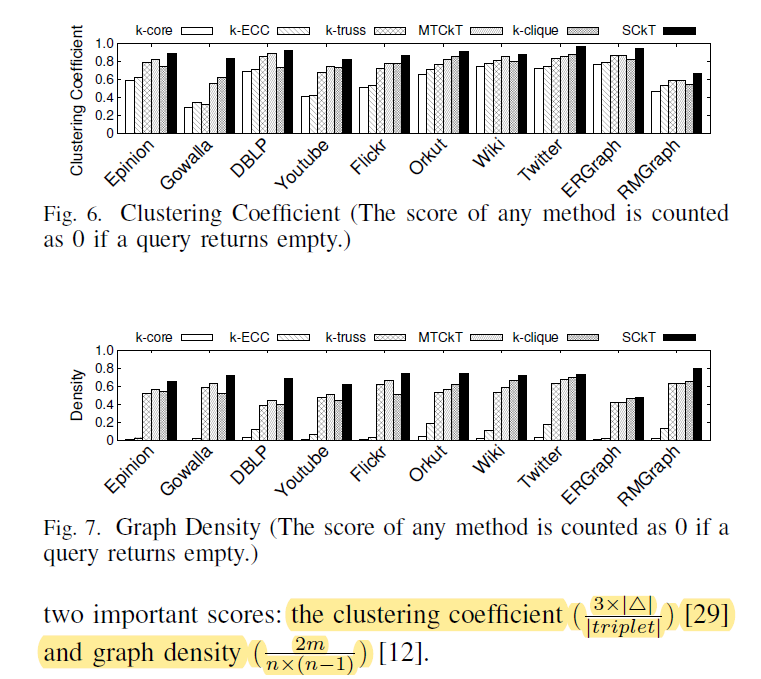 k-core k-ECC k-truss MTCkT k-clique SCkT
Clustering Coefficient
1.0
0.8
0.6
0.4
0.2
0
Epinion Gowalla DBLP Youtube Flickr Orkut Wiki Twitter ERGraph RMGraph
Fig. 6. Clustering Coefficient (The score of any method is counted
as 0 if a query returns empty.)
k-core k-ECC k-truss MTCkT k-clique SCkT
Density
1.0
0.8
0.6
0.4
0.2
0
Epinion Gowalla DBLP Youtube Flickr Orkut Wiki Twitter ERGraph RMGraph
Fig. 7. Graph Density (The score of any method is counted as 0 if a
query returns empty.)
two important scores: the clustering coefficient (3×|△|/|triplet|) [29]
and graph density (2m/n×(n−1)) [12].